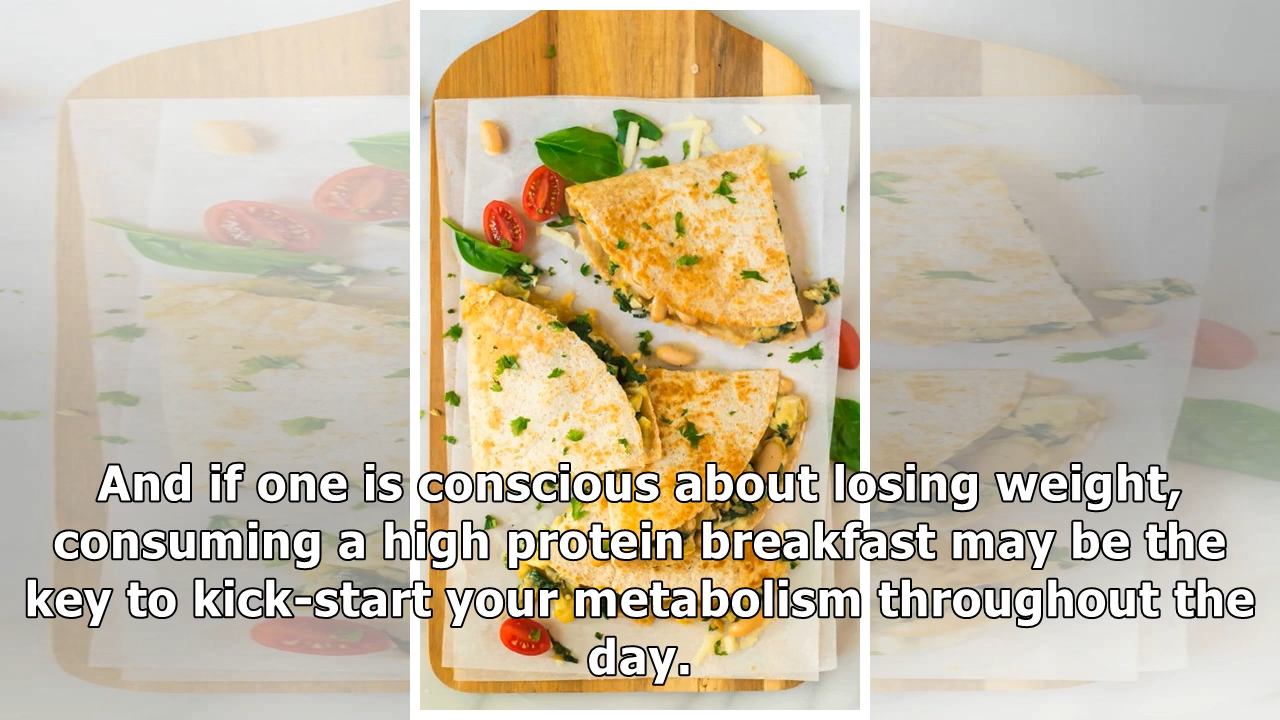 And if one is conscious about losing weight,
consuming a high protein breakfast may be the
key to kick-start your metabolism throughout the
day.